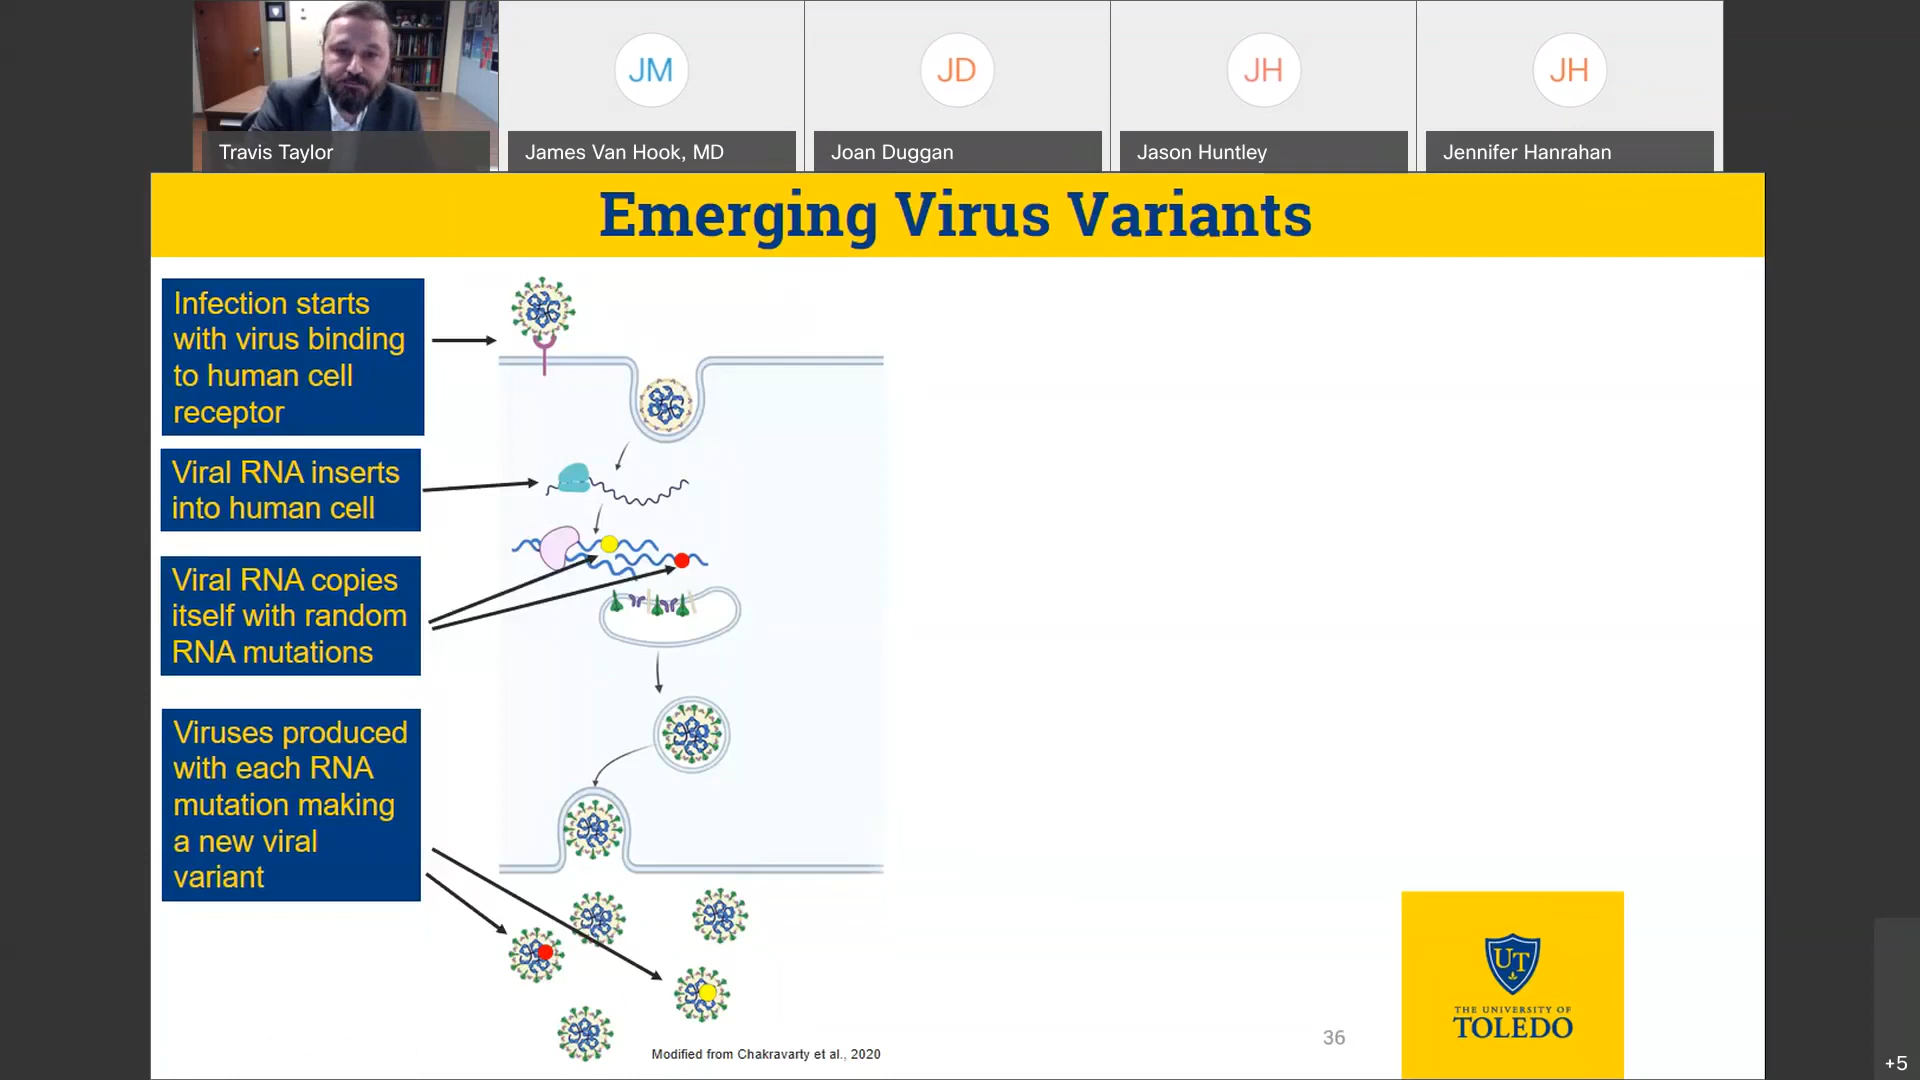 JM
JD
JH
JH
Travis Taylor
James Van Hook, MD
Joan Duggan
Jason Huntley
Jennifer Hanrahan
Emerging Virus Variants
Infection starts
with virus binding
to human cell
receptor
Viral RNA inserts
into human cell
Viral RNA copies
itself with random
RNA mutations
Viruses produced
with each RNA
mutation making
a new viral
variant
Modified from Chakravarty et al., 2020
36
UT
THE UNIVERSITY OF
TOLEDO
+5